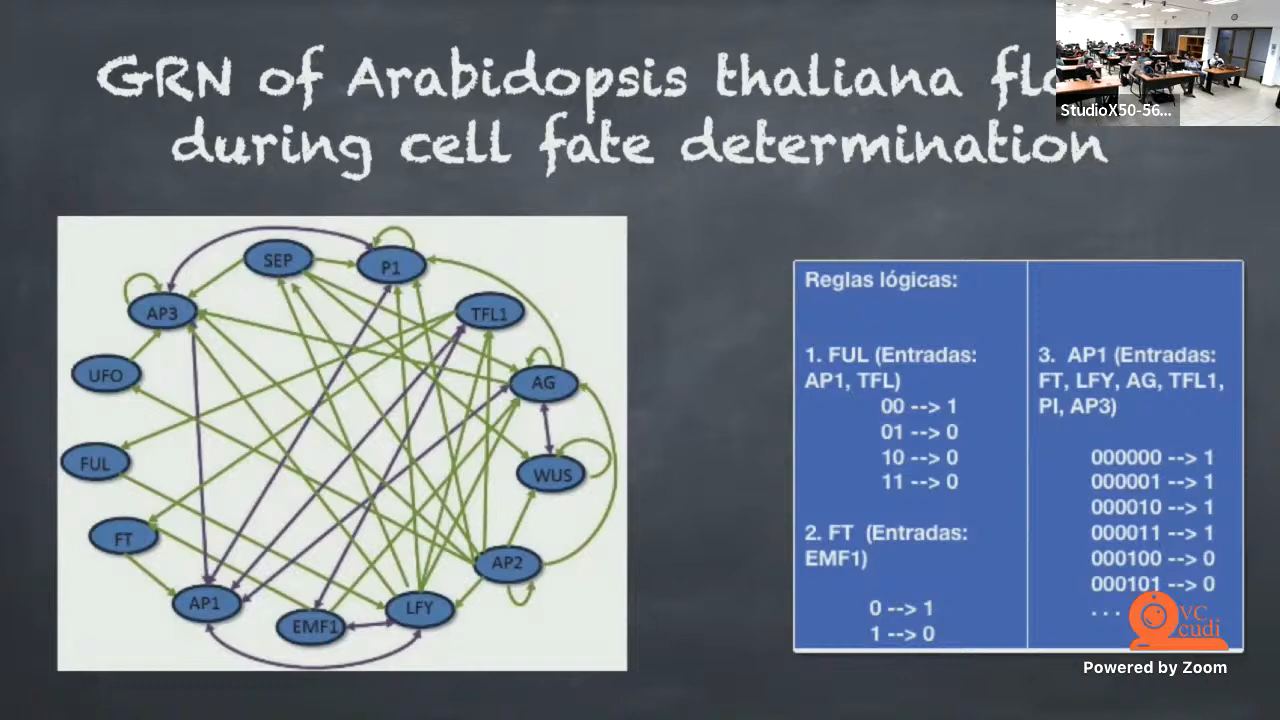 GRN of Arabidopsis thaliana flo
during cell fate determination
StudioX50-56...
SEP
P1
AP3
TFL1
UFO
AG
FUL
WUS
FT
AP2
AP1
EMF1
LFY
Reglas lógicas:
1. FUL (Entradas:
AP1, TFL)
00 --> 1
01 --> 0
10 --> 0
11 --> 0
2. FT (Entradas:
EMF1)
0 --> 1
1 --> 0
3. AP1 (Entradas:
FT, LFY, AG, TFL1,
PI, AP3)
000000 --> 1
000001 --> 1
000010 --> 1
000011 --> 1
000100 --> 0
000101 --> 0
. . .
VC
cudi
Powered by Zoom